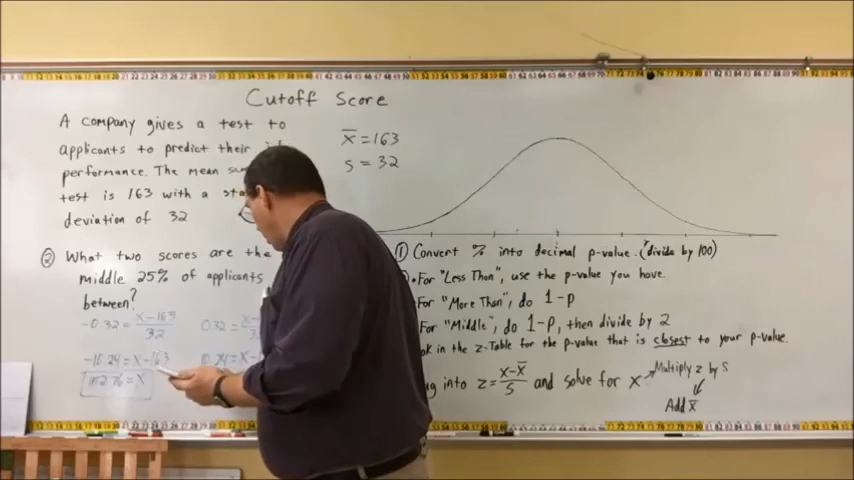 Cutoff Score
A company gives a test to
applicants to predict their
performance. The mean
test is 163 with a
deviation of 32
x̅ = 163
s = 32
② What two scores are the
middle 25% of applicants
between?
-0.32 = x-163/32
0.32 =
-10.24 = x-163
10.24 =
= x
① Convert % into decimal p-value. (divide by 100)
For "Less Than", use the p-value you have.
For "More Than", do 1-p
For "Middle", do 1-p, then divide by 2
in the z-Table for the p-value that is closest to your p-value.
into z = x-x̅/s and solve for x → Multiply z by s
Add x̅